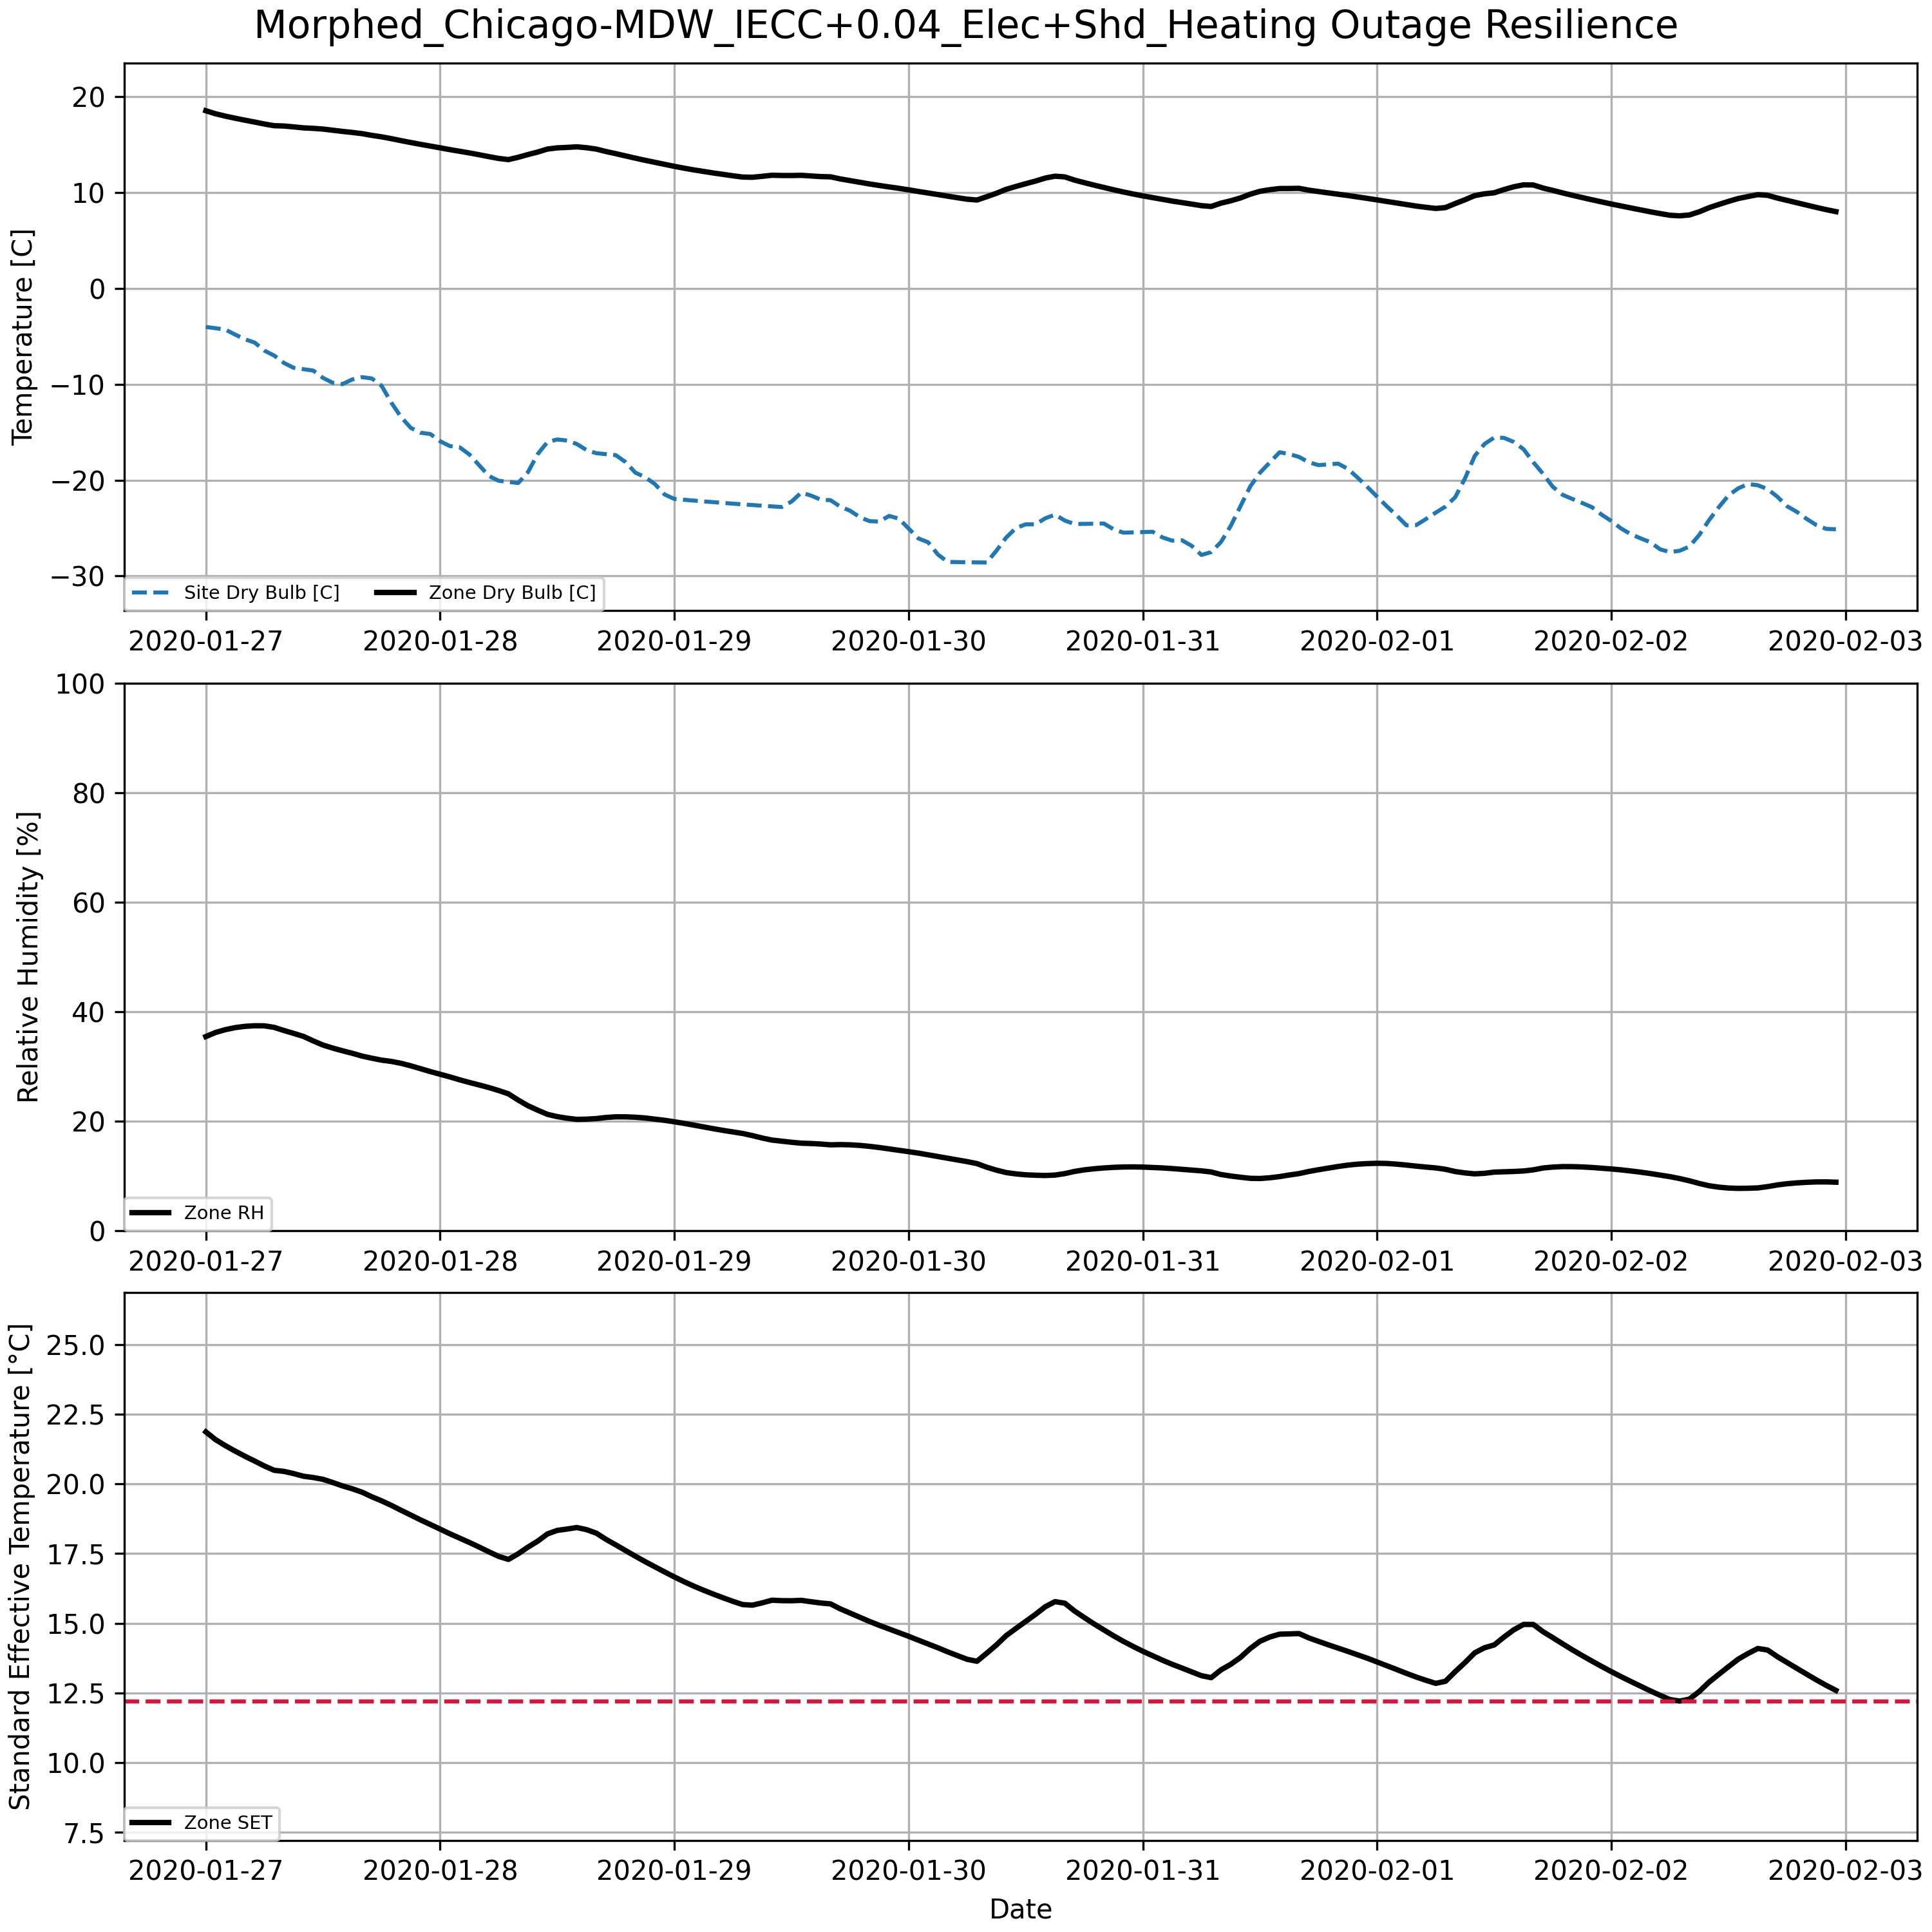 Morphed_Chicago-MDW_IECC+0.04_Elec+Shd_Heating Outage Resilience
Temperature [C]
20
10
0
−10
−20
−30
Site Dry Bulb [C] Zone Dry Bulb [C]
2020-01-27 2020-01-28 2020-01-29 2020-01-30 2020-01-31 2020-02-01 2020-02-02 2020-02-03
Relative Humidity [%]
100
80
60
40
20
0
Zone RH
2020-01-27 2020-01-28 2020-01-29 2020-01-30 2020-01-31 2020-02-01 2020-02-02 2020-02-03
Standard Effective Temperature [°C]
25.0
22.5
20.0
17.5
15.0
12.5
10.0
7.5
Zone SET
2020-01-27 2020-01-28 2020-01-29 2020-01-30 2020-01-31 2020-02-01 2020-02-02 2020-02-03
Date